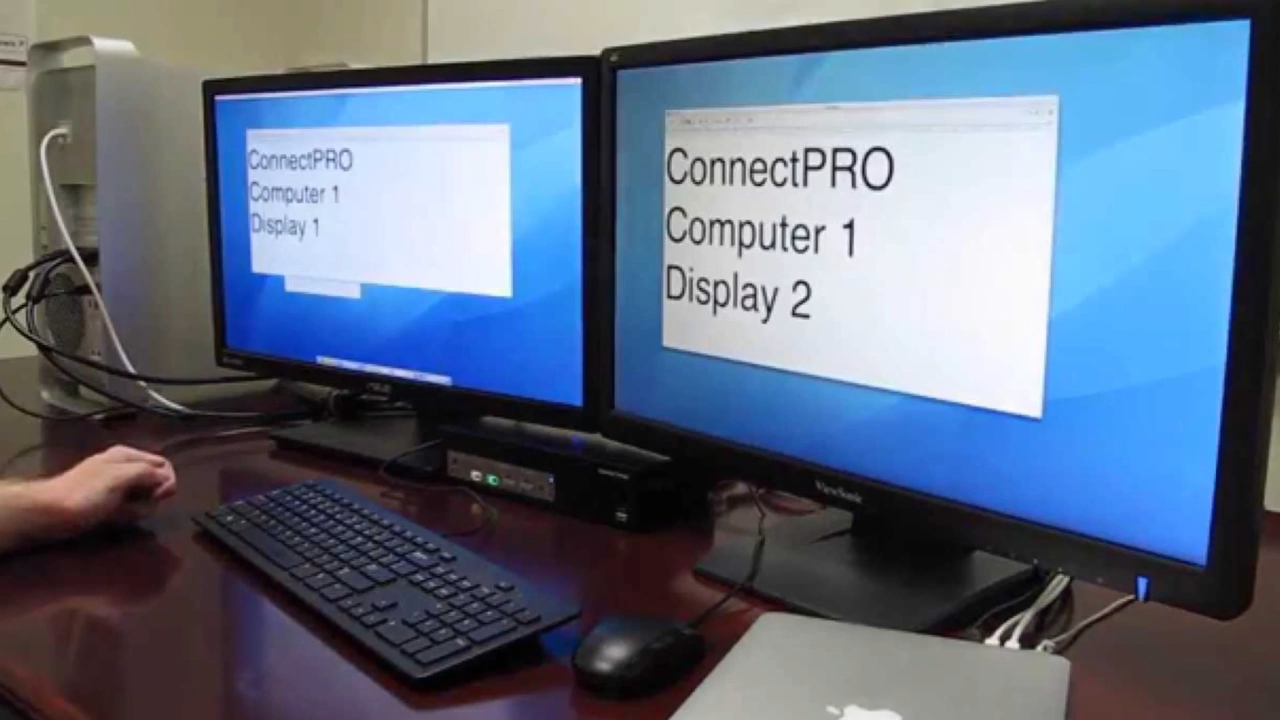 ConnectPRO
Computer 1
Display 1
ConnectPRO
Computer 1
Display 2
ViewSonic